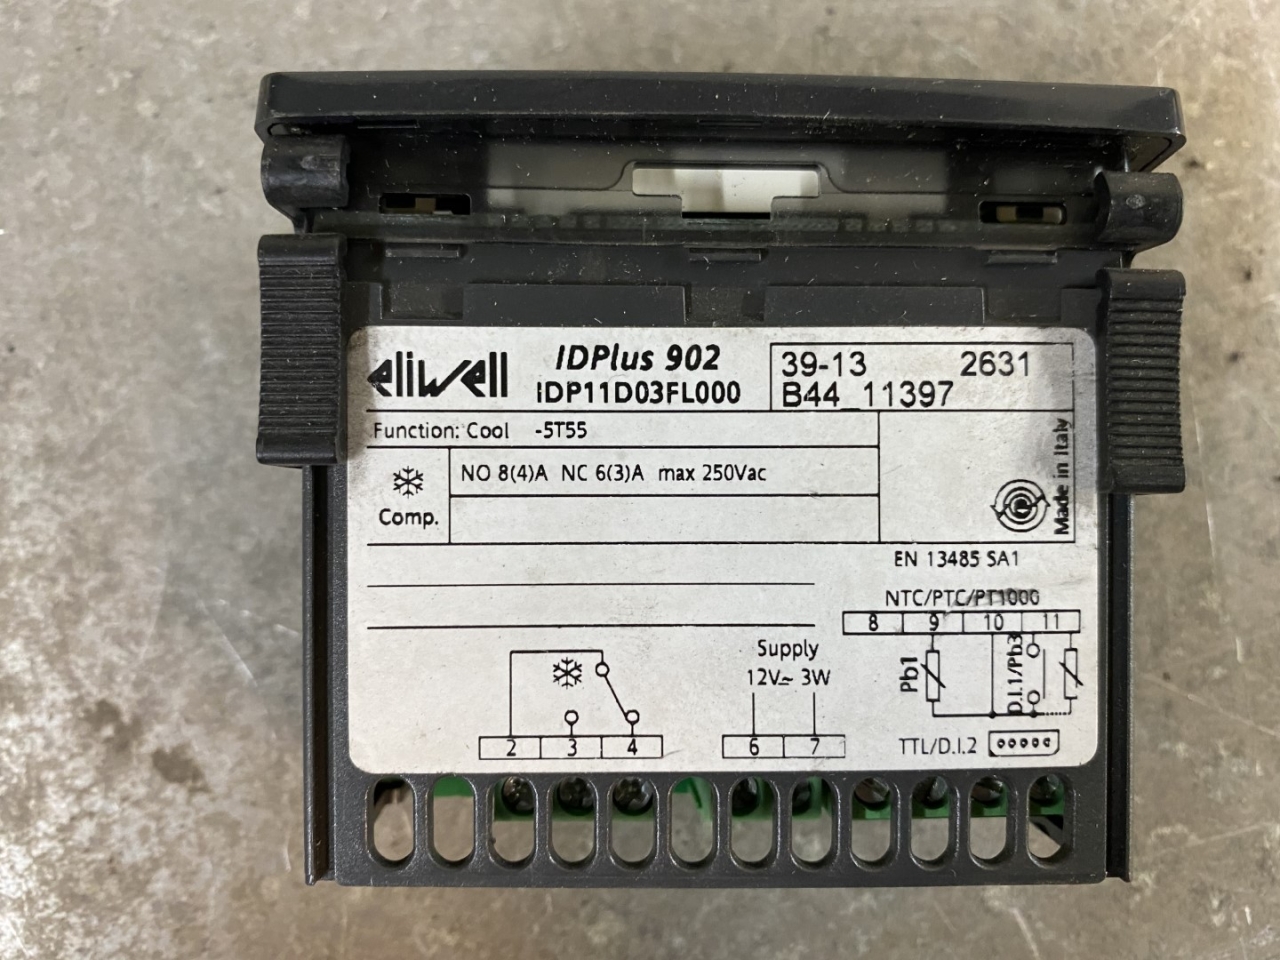 eliwell
IDPlus 902
IDP11D03FL000
39-13 2631
B44_11397
Function: Cool -5T55
NO 8(4)A NC 6(3)A max 250Vac
Comp.
Made in Italy
EN 13485 SA1
NTC/PTC/PT1000
8 9 10 11
Pb1
D.I.1/Pb3
Supply
12V≂ 3W
2 3 4
6 7
TTL/D.I.2